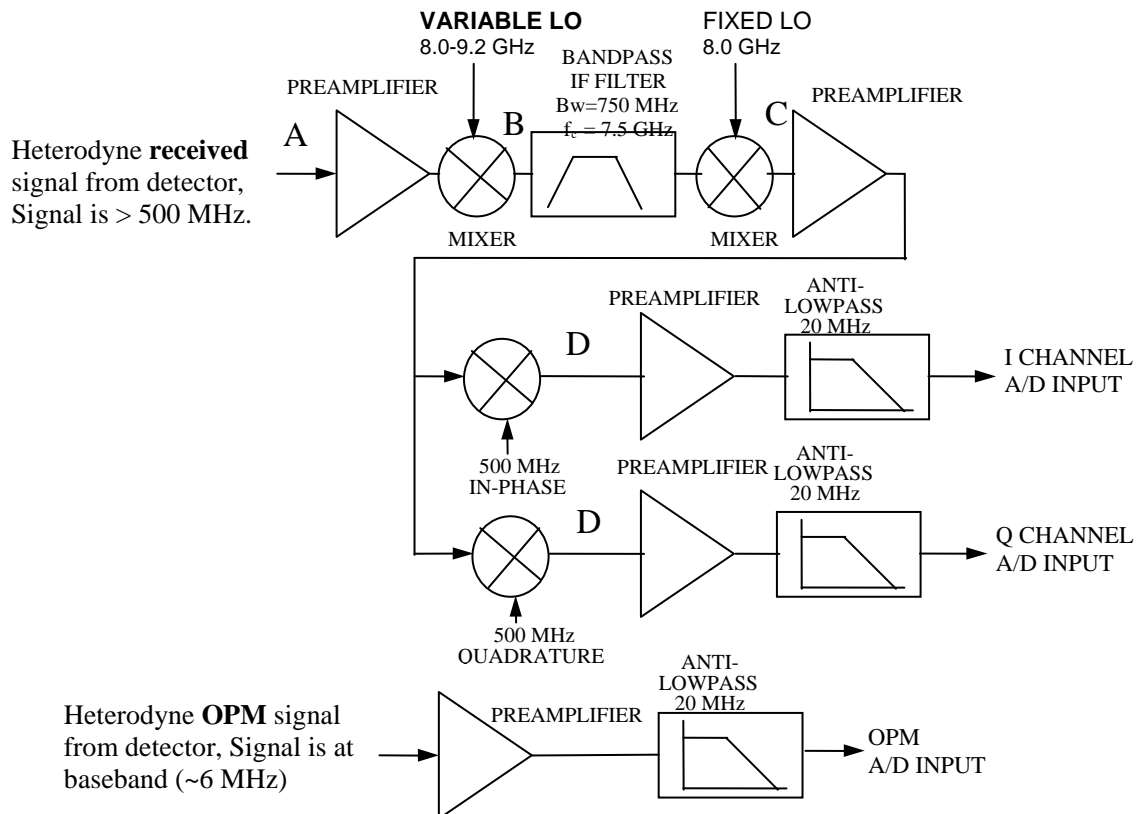 VARIABLE LO
8.0-9.2 GHz
FIXED LO
8.0 GHz
BANDPASS
IF FILTER
Bw=750 MHz
f_c = 7.5 GHz
PREAMPLIFIER
PREAMPLIFIER
A
B
C
Heterodyne received
signal from detector,
Signal is > 500 MHz.
MIXER
MIXER
PREAMPLIFIER
ANTI-
LOWPASS
20 MHz
D
I CHANNEL
A/D INPUT
500 MHz
IN-PHASE
PREAMPLIFIER
ANTI-
LOWPASS
20 MHz
D
Q CHANNEL
A/D INPUT
500 MHz
QUADRATURE
ANTI-
LOWPASS
20 MHz
Heterodyne OPM signal
from detector, Signal is at
baseband (~6 MHz)
PREAMPLIFIER
OPM
A/D INPUT